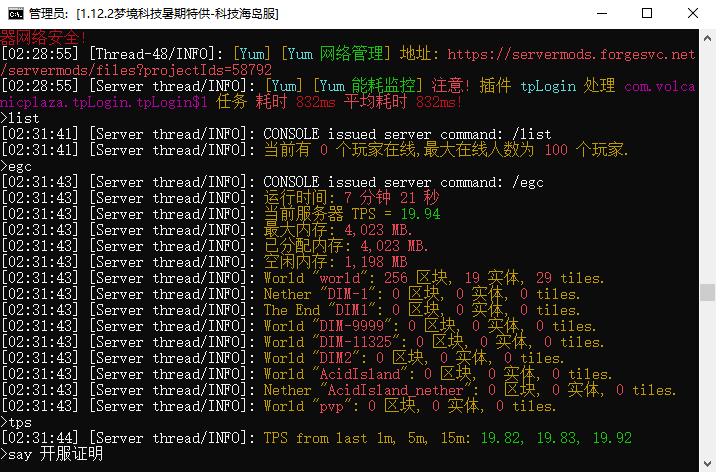 管理员: [1.12.2梦境科技暑期特供-科技海岛服]
器网络安全!
[02:28:55] [Thread-48/INFO]: [Yum] [Yum 网络管理] 地址: https://servermods.forgesvc.net
/servermods/files?projectIds=58792
[02:28:55] [Server thread/INFO]: [Yum] [Yum 能耗监控] 注意! 插件 tpLogin 处理 com.volca
nicplaza.tpLogin.tpLogin$1 任务 耗时 832ms 平均耗时 832ms!
>list
[02:31:41] [Server thread/INFO]: CONSOLE issued server command: /list
[02:31:41] [Server thread/INFO]: 当前有 0 个玩家在线,最大在线人数为 100 个玩家.
>egc
[02:31:43] [Server thread/INFO]: CONSOLE issued server command: /egc
[02:31:43] [Server thread/INFO]: 运行时间: 7 分钟 21 秒
[02:31:43] [Server thread/INFO]: 当前服务器 TPS = 19.94
[02:31:43] [Server thread/INFO]: 最大内存: 4,023 MB.
[02:31:43] [Server thread/INFO]: 已分配内存: 4,023 MB.
[02:31:43] [Server thread/INFO]: 空闲内存: 1,198 MB
[02:31:43] [Server thread/INFO]: World "world": 256 区块, 19 实体, 29 tiles.
[02:31:43] [Server thread/INFO]: Nether "DIM-1": 0 区块, 0 实体, 0 tiles.
[02:31:43] [Server thread/INFO]: The End "DIM1": 0 区块, 0 实体, 0 tiles.
[02:31:43] [Server thread/INFO]: World "DIM-9999": 0 区块, 0 实体, 0 tiles.
[02:31:43] [Server thread/INFO]: World "DIM-11325": 0 区块, 0 实体, 0 tiles.
[02:31:43] [Server thread/INFO]: World "DIM2": 0 区块, 0 实体, 0 tiles.
[02:31:43] [Server thread/INFO]: World "AcidIsland": 0 区块, 0 实体, 0 tiles.
[02:31:43] [Server thread/INFO]: Nether "AcidIsland_nether": 0 区块, 0 实体, 0 tiles.
[02:31:43] [Server thread/INFO]: World "pvp": 0 区块, 0 实体, 0 tiles.
>tps
[02:31:44] [Server thread/INFO]: TPS from last 1m, 5m, 15m: 19.82, 19.83, 19.92
>say 开服证明